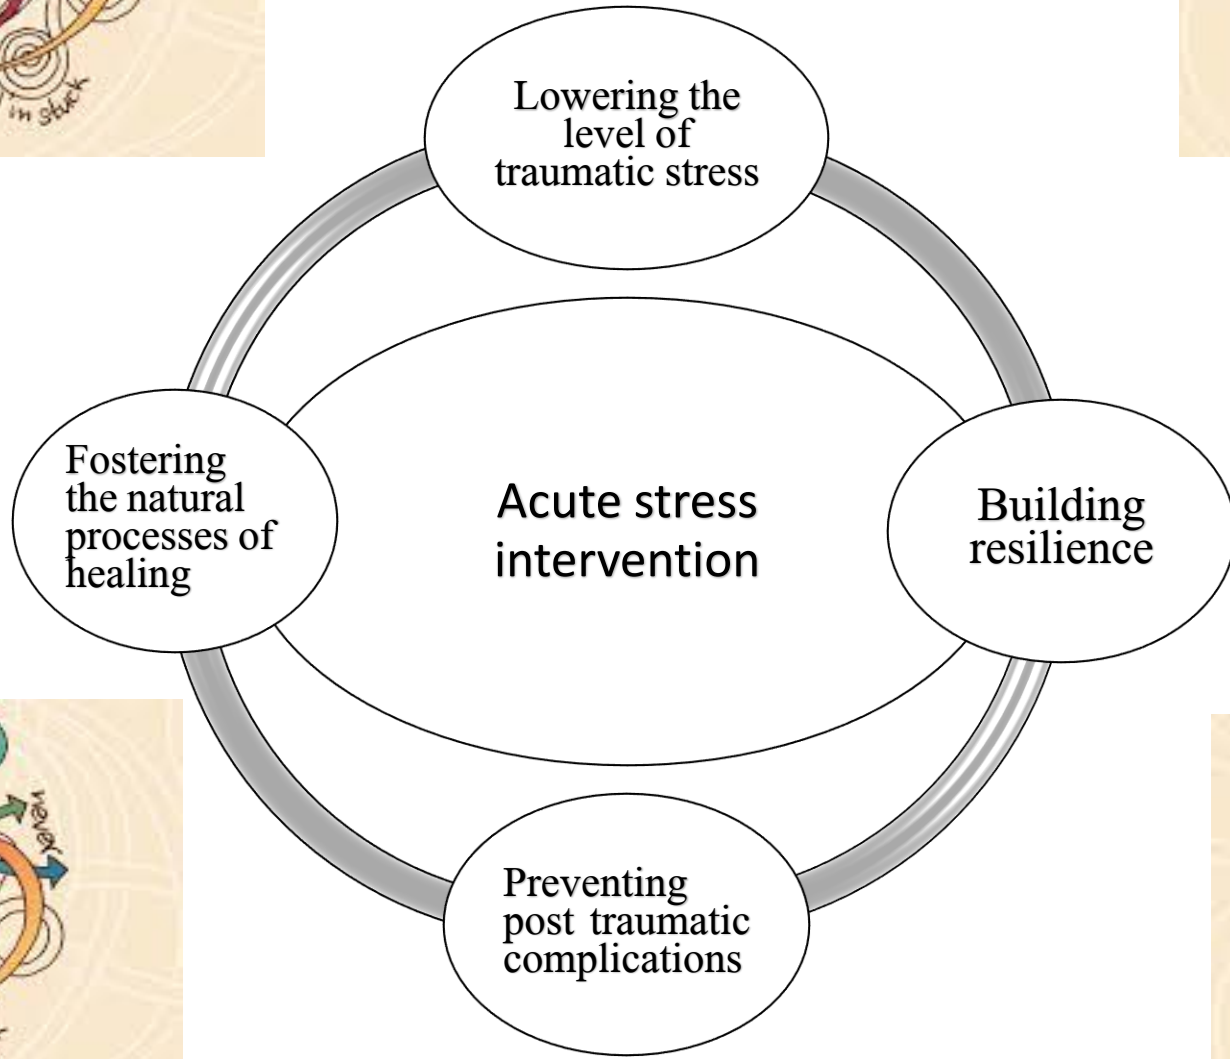 in stuck
Lowering the
level of
traumatic stress
Fostering
the natural
processes of
healing
Acute stress
intervention
Building
resilience
never
Preventing
post traumatic
complications